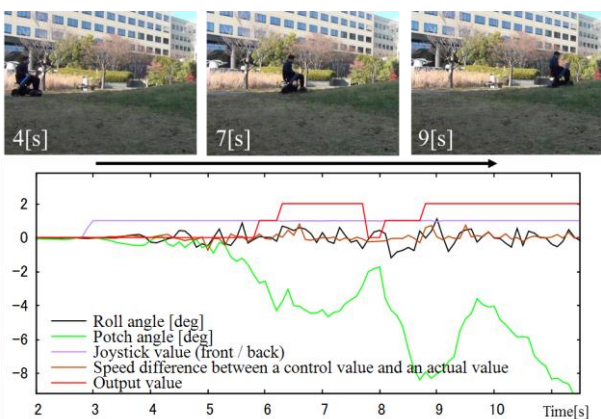 4[s]
7[s]
9[s]
2
0
−2
−4
−6
−8
Roll angle [deg]
Potch angle [deg]
Joystick value (front / back)
Speed difference between a control value and an actual value
Output value
2 3 4 5 6 7 8 9 10 Time[s]